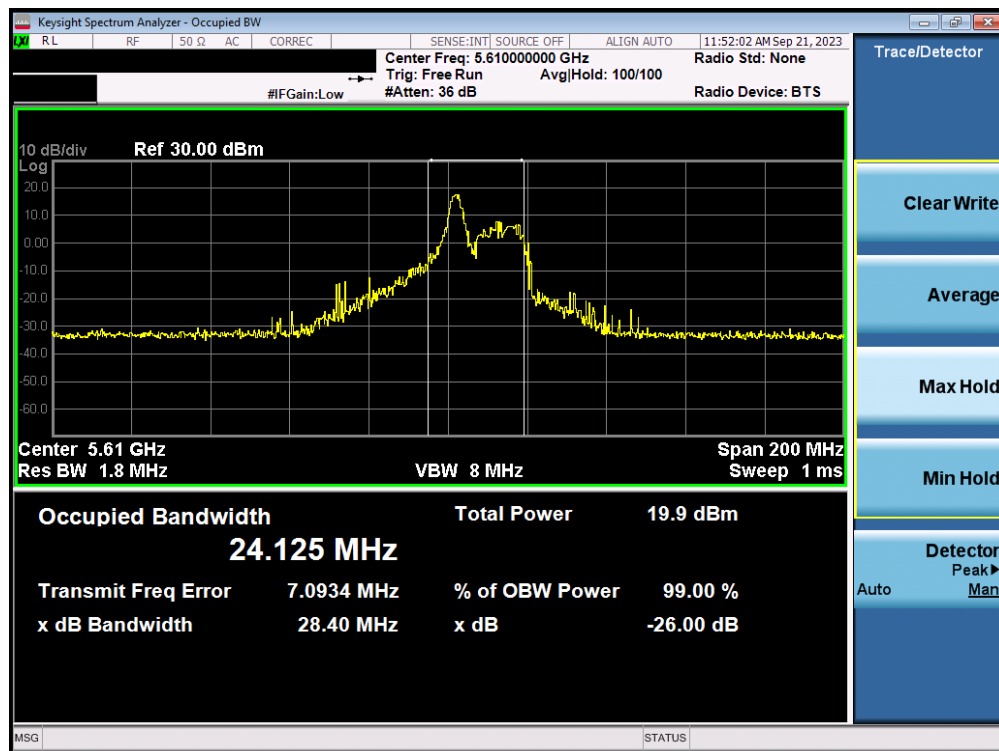 Keysight Spectrum Analyzer - Occupied BW
LXI RL RF 50 Ω AC CORREC SENSE:INT SOURCE OFF ALIGN AUTO 11:52:02 AM Sep 21, 2023
Center Freq: 5.610000000 GHz Radio Std: None
Trig: Free Run Avg|Hold: 100/100
#IFGain:Low #Atten: 36 dB Radio Device: BTS
Trace/Detector
10 dB/div Ref 30.00 dBm
Log
20.0
10.0
0.00
-10.0
-20.0
-30.0
-40.0
-50.0
-60.0
Center 5.61 GHz Span 200 MHz
Res BW 1.8 MHz VBW 8 MHz Sweep 1 ms
Occupied Bandwidth Total Power 19.9 dBm
24.125 MHz
Transmit Freq Error 7.0934 MHz % of OBW Power 99.00 %
x dB Bandwidth 28.40 MHz x dB -26.00 dB
Clear Write
Average
Max Hold
Min Hold
Detector
Peak▶
Auto Man
MSG STATUS